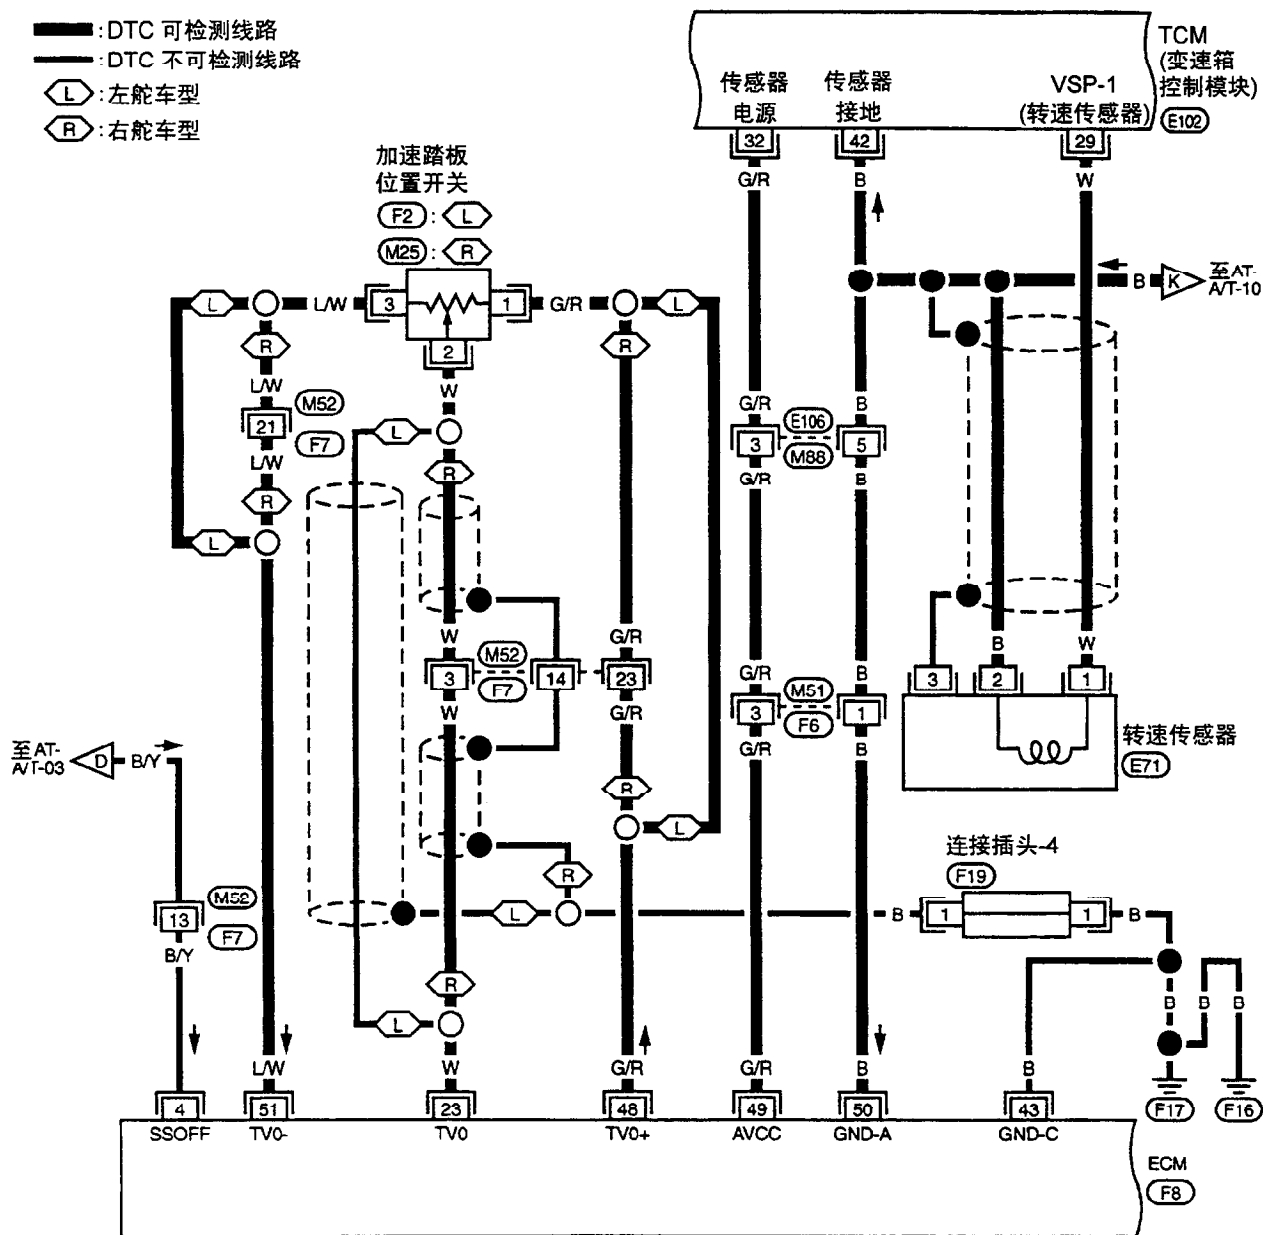 :DTC 可检测线路
:DTC 不可检测线路
L :左舵车型
R :右舵车型
TCM
(变速箱
控制模块)
E102
传感器
电源
传感器
接地
VSP-1
(转速传感器)
32
42
29
G/R
B
W
加速踏板
位置开关
F2 : L
M25 : R
至AT-
A/T-10
K
B
L
L/W
3
1
G/R
L
R
2
R
L/W
W
M52
21
F7
L/W
L
R
R
L
G/R
B
E106
3
5
M88
G/R
B
W
G/R
M52
3
14
23
F7
W
G/R
G/R
B
M51
3
1
F6
G/R
B
B
W
3
2
1
转速传感器
E71
至AT-
A/T-03
D
B/Y
R
L
连接插头-4
F19
R
L
B
1
1
B
M52
13
F7
B/Y
R
L
B
B
B
L/W
W
G/R
G/R
B
B
F17
F16
4
51
23
48
49
50
43
SSOFF
TV0-
TV0
TV0+
AVCC
GND-A
GND-C
ECM
F8